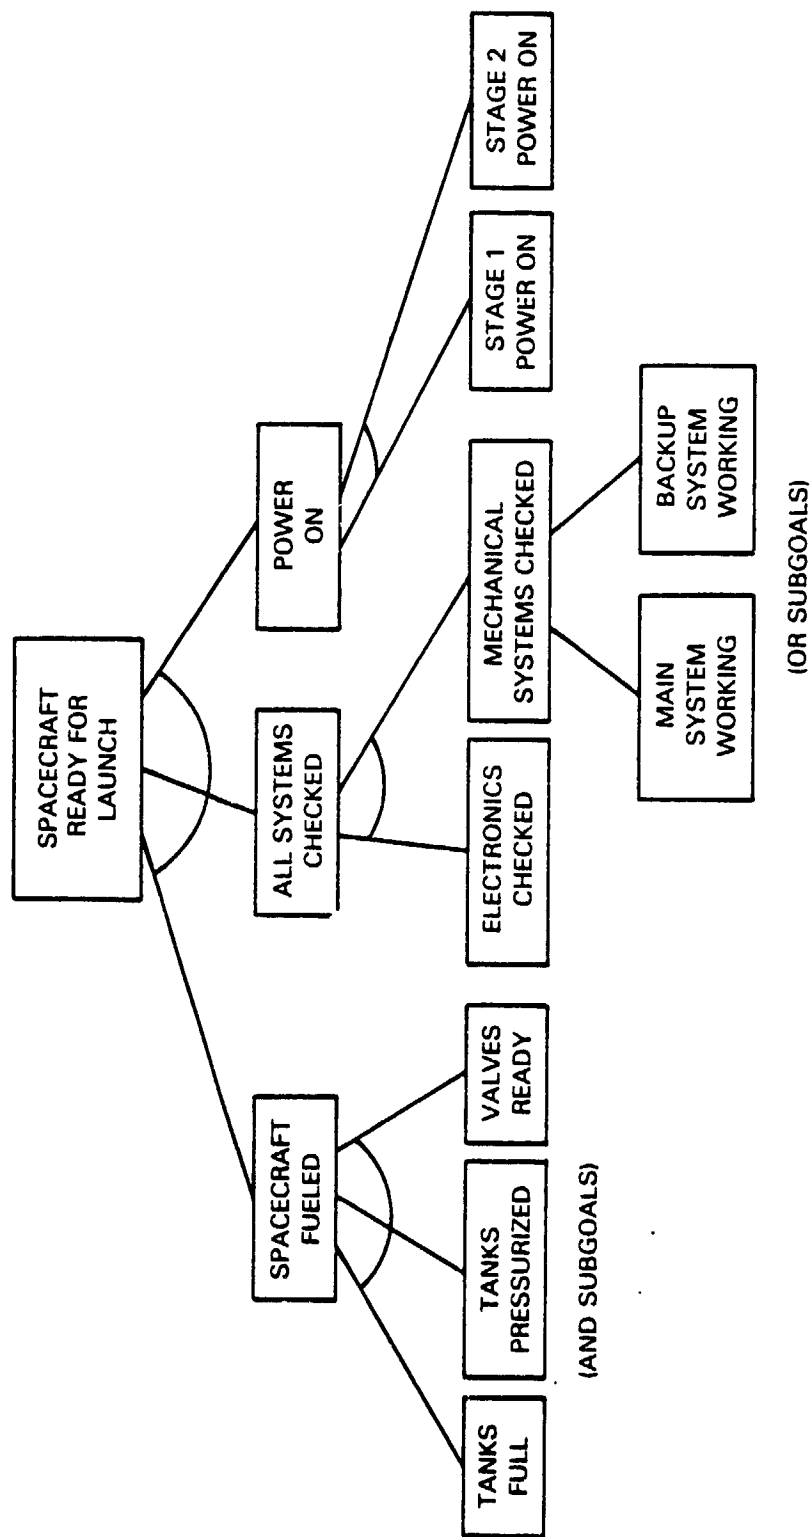 SPACECRAFT
READY FOR
LAUNCH
SPACECRAFT
FUELED
ALL SYSTEMS
CHECKED
POWER
ON
TANKS
FULL
TANKS
PRESSURIZED
VALVES
READY
ELECTRONICS
CHECKED
MECHANICAL
SYSTEMS CHECKED
STAGE 1
POWER ON
STAGE 2
POWER ON
(AND SUBGOALS)
MAIN
SYSTEM
WORKING
BACKUP
SYSTEM
WORKING
(OR SUBGOALS)